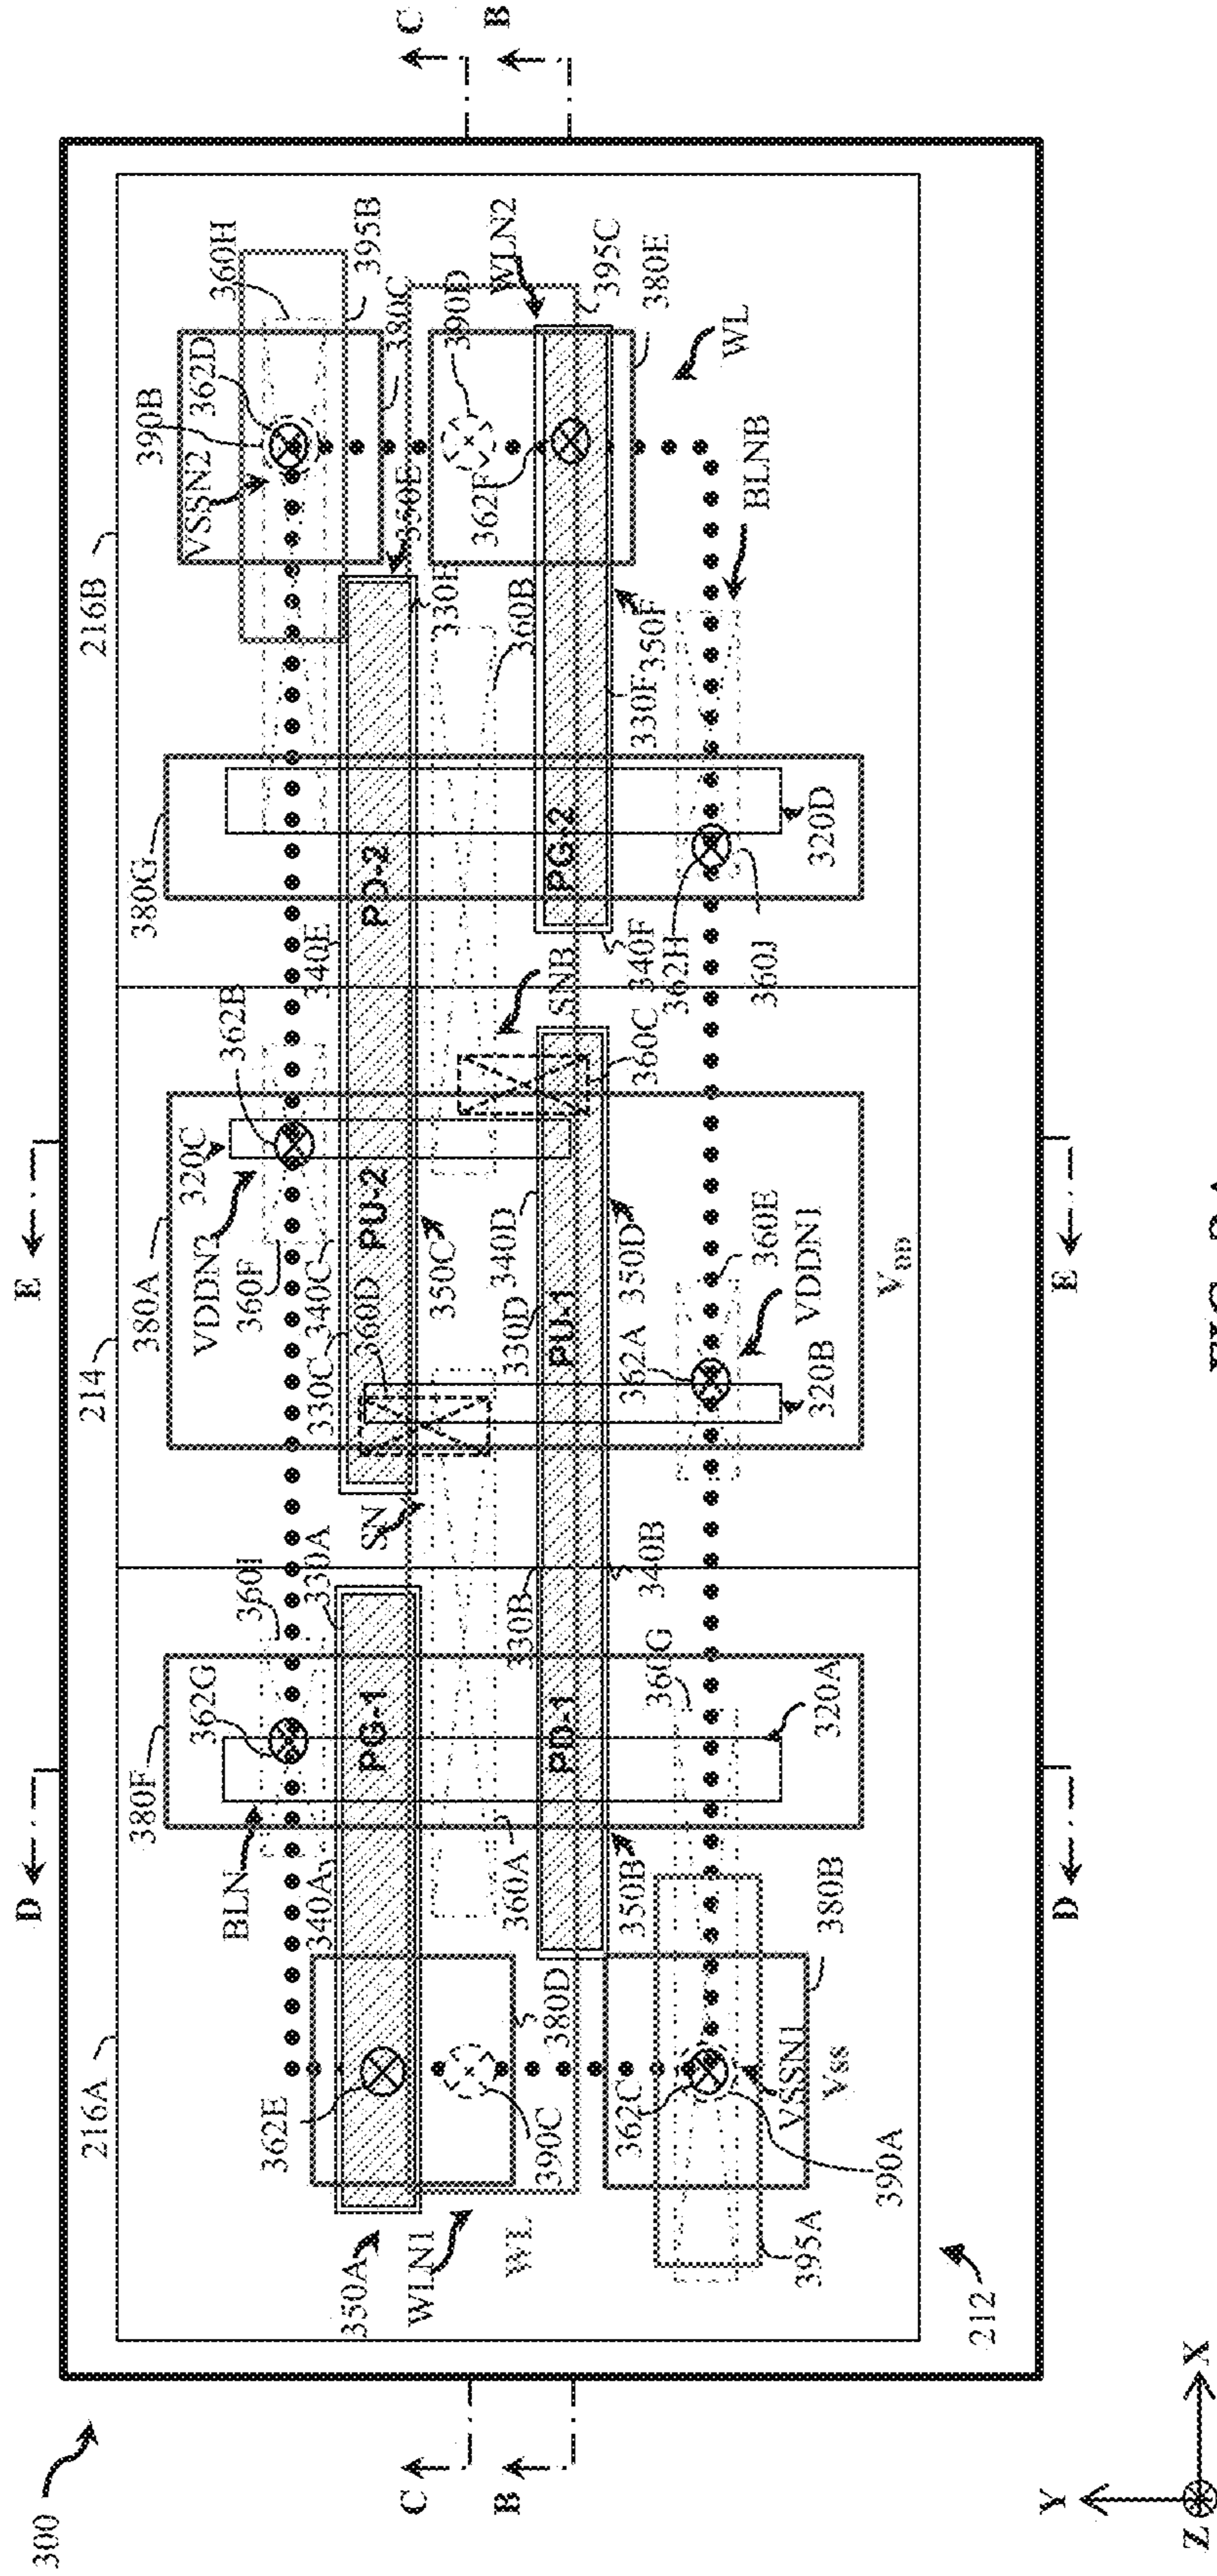 300
C
B
Y
X
Z
216A
214
216B
D
E
C
B
380F
380A
380G
390B
VSSN2
362D
360H
395B
380C
320C
VDDN2
362B
360F
340C
340E
350E
362G
360I
330A
BLN
340A
PG-1
SN
330C
360D
PU-2
350C
PD-2
362E
350A
WLN1
WL
390C
380D
360A
330B
PD-1
350B
340B
330D
340D
PU-1
350D
SNB
360C
360B
PG-2
340F
330F
350F
362F
390D
WLN2
395C
380E
WL
362C
VSSN1
Vss
390A
395A
380B
360G
320A
362A
360E
VDDN1
320B
362H
360J
320D
BLNB
212
D
E